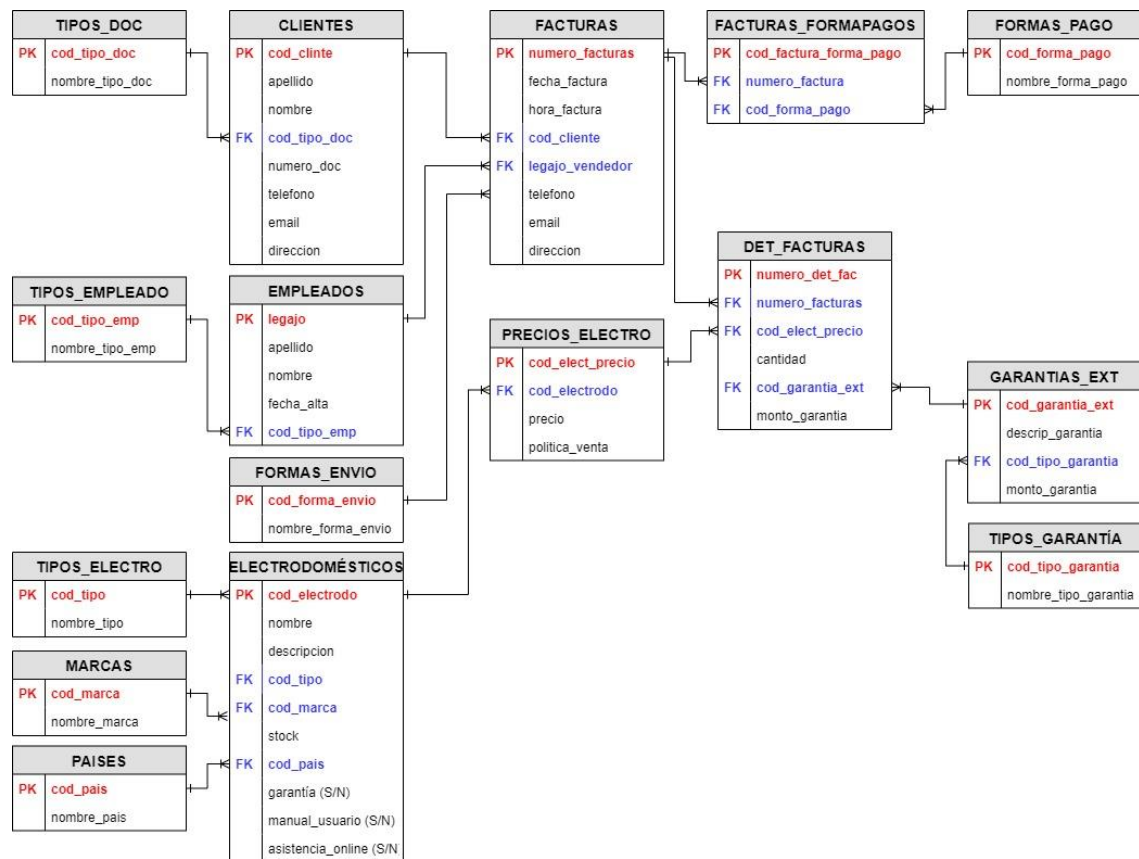 TIPOS_DOC
PK cod_tipo_doc
nombre_tipo_doc
CLIENTES
PK cod_clinte
apellido
nombre
FK cod_tipo_doc
numero_doc
telefono
email
direccion
FACTURAS
PK numero_facturas
fecha_factura
hora_factura
FK cod_cliente
FK legajo_vendedor
telefono
email
direccion
FACTURAS_FORMAPAGOS
PK cod_factura_forma_pago
FK numero_factura
FK cod_forma_pago
FORMAS_PAGO
PK cod_forma_pago
nombre_forma_pago
TIPOS_EMPLEADO
PK cod_tipo_emp
nombre_tipo_emp
EMPLEADOS
PK legajo
apellido
nombre
fecha_alta
FK cod_tipo_emp
PRECIOS_ELECTRO
PK cod_elect_precio
FK cod_electrodo
precio
politica_venta
DET_FACTURAS
PK numero_det_fac
FK numero_facturas
FK cod_elect_precio
cantidad
FK cod_garantia_ext
monto_garantia
GARANTIAS_EXT
PK cod_garantia_ext
descrip_garantia
FK cod_tipo_garantia
monto_garantia
FORMAS_ENVIO
PK cod_forma_envio
nombre_forma_envio
TIPOS_GARANTÍA
PK cod_tipo_garantia
nombre_tipo_garantia
TIPOS_ELECTRO
PK cod_tipo
nombre_tipo
ELECTRODOMÉSTICOS
PK cod_electrodo
nombre
descripcion
FK cod_tipo
FK cod_marca
stock
FK cod_pais
garantía (S/N)
manual_usuario (S/N)
asistencia_online (S/N
MARCAS
PK cod_marca
nombre_marca
PAISES
PK cod_pais
nombre_pais